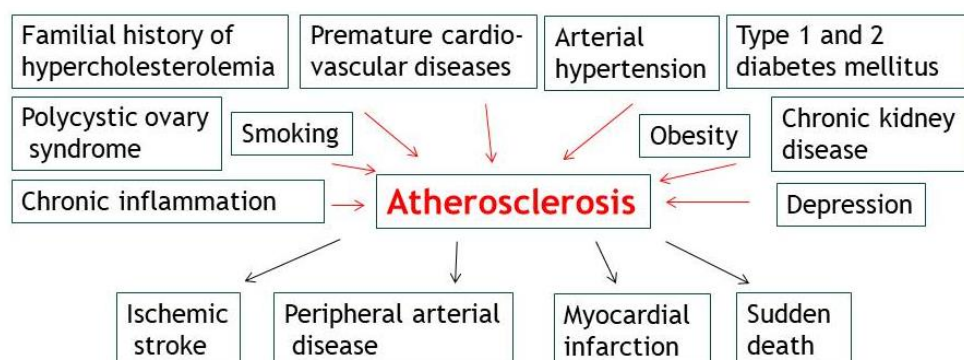 Familial history of
hypercholesterolemia
Premature cardio-
vascular diseases
Arterial
hypertension
Type 1 and 2
diabetes mellitus
Polycystic ovary
syndrome
Smoking
Obesity
Chronic kidney
disease
Chronic inflammation
Atherosclerosis
Depression
Ischemic
stroke
Peripheral arterial
disease
Myocardial
infarction
Sudden
death